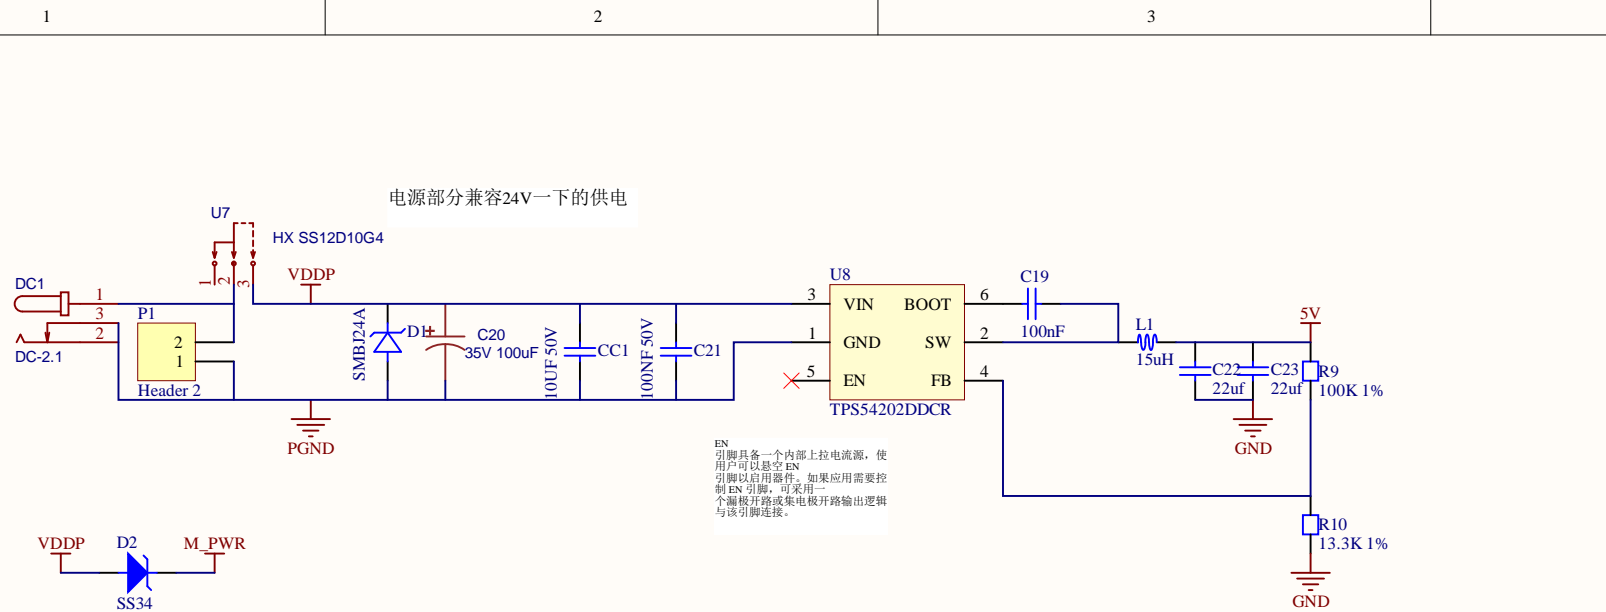 1
2
3
电源部分兼容24V一下的供电
U7
HX SS12D10G4
1
2
3
VDDP
DC1
1
3
2
DC-2.1
P1
2
1
Header 2
SMBJ24A
D1
+
C20
35V 100uF
10UF 50V
CC1
100NF 50V
C21
PGND
U8
3
VIN
BOOT
6
1
GND
SW
2
5
EN
FB
4
TPS54202DDCR
C19
100nF
L1
15uH
5V
C22
22uf
C23
22uf
R9
100K 1%
GND
EN
引脚具备一个内部上拉电流源，使
用户可以悬空 EN
引脚以启用器件。如果应用需要控
制 EN 引脚，可采用一
个漏极开路或集电极开路输出逻辑
与该引脚连接。
R10
13.3K 1%
GND
VDDP
D2
M_PWR
SS34